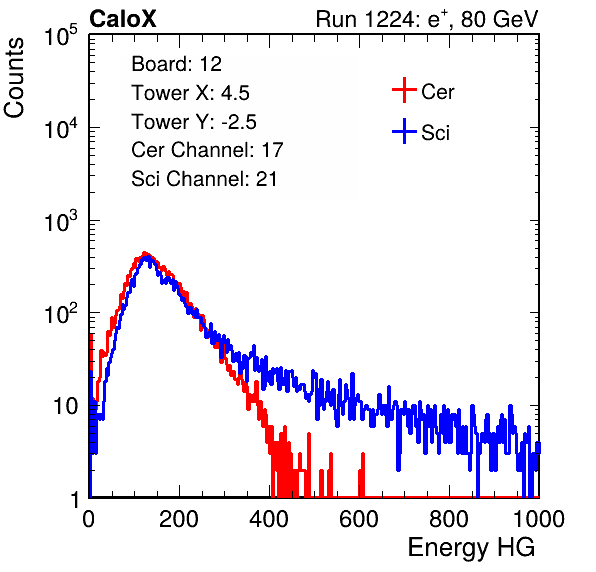 CaloX Run 1224: e⁺, 80 GeV
Counts
Board: 12
Tower X: 4.5
Tower Y: -2.5
Cer Channel: 17
Sci Channel: 21
Cer
Sci
10⁵
10⁴
10³
10²
10
1
0 200 400 600 800 1000
Energy HG